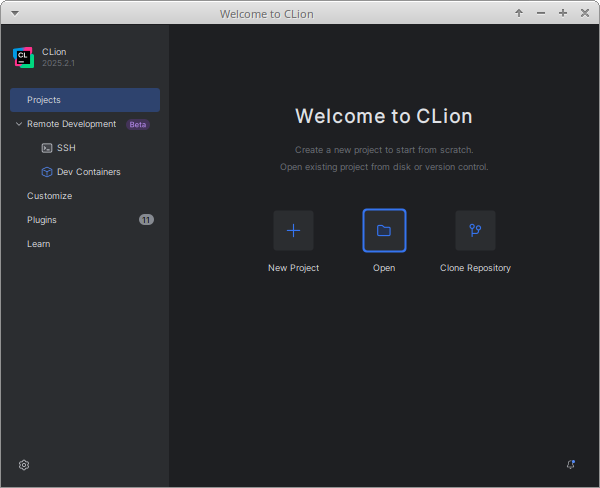 Welcome to CLion
CL
CLion
2025.2.1
Projects
Remote Development Beta
SSH
Dev Containers
Customize
Plugins 11
Learn
Welcome to CLion
Create a new project to start from scratch.
Open existing project from disk or version control.
New Project
Open
Clone Repository